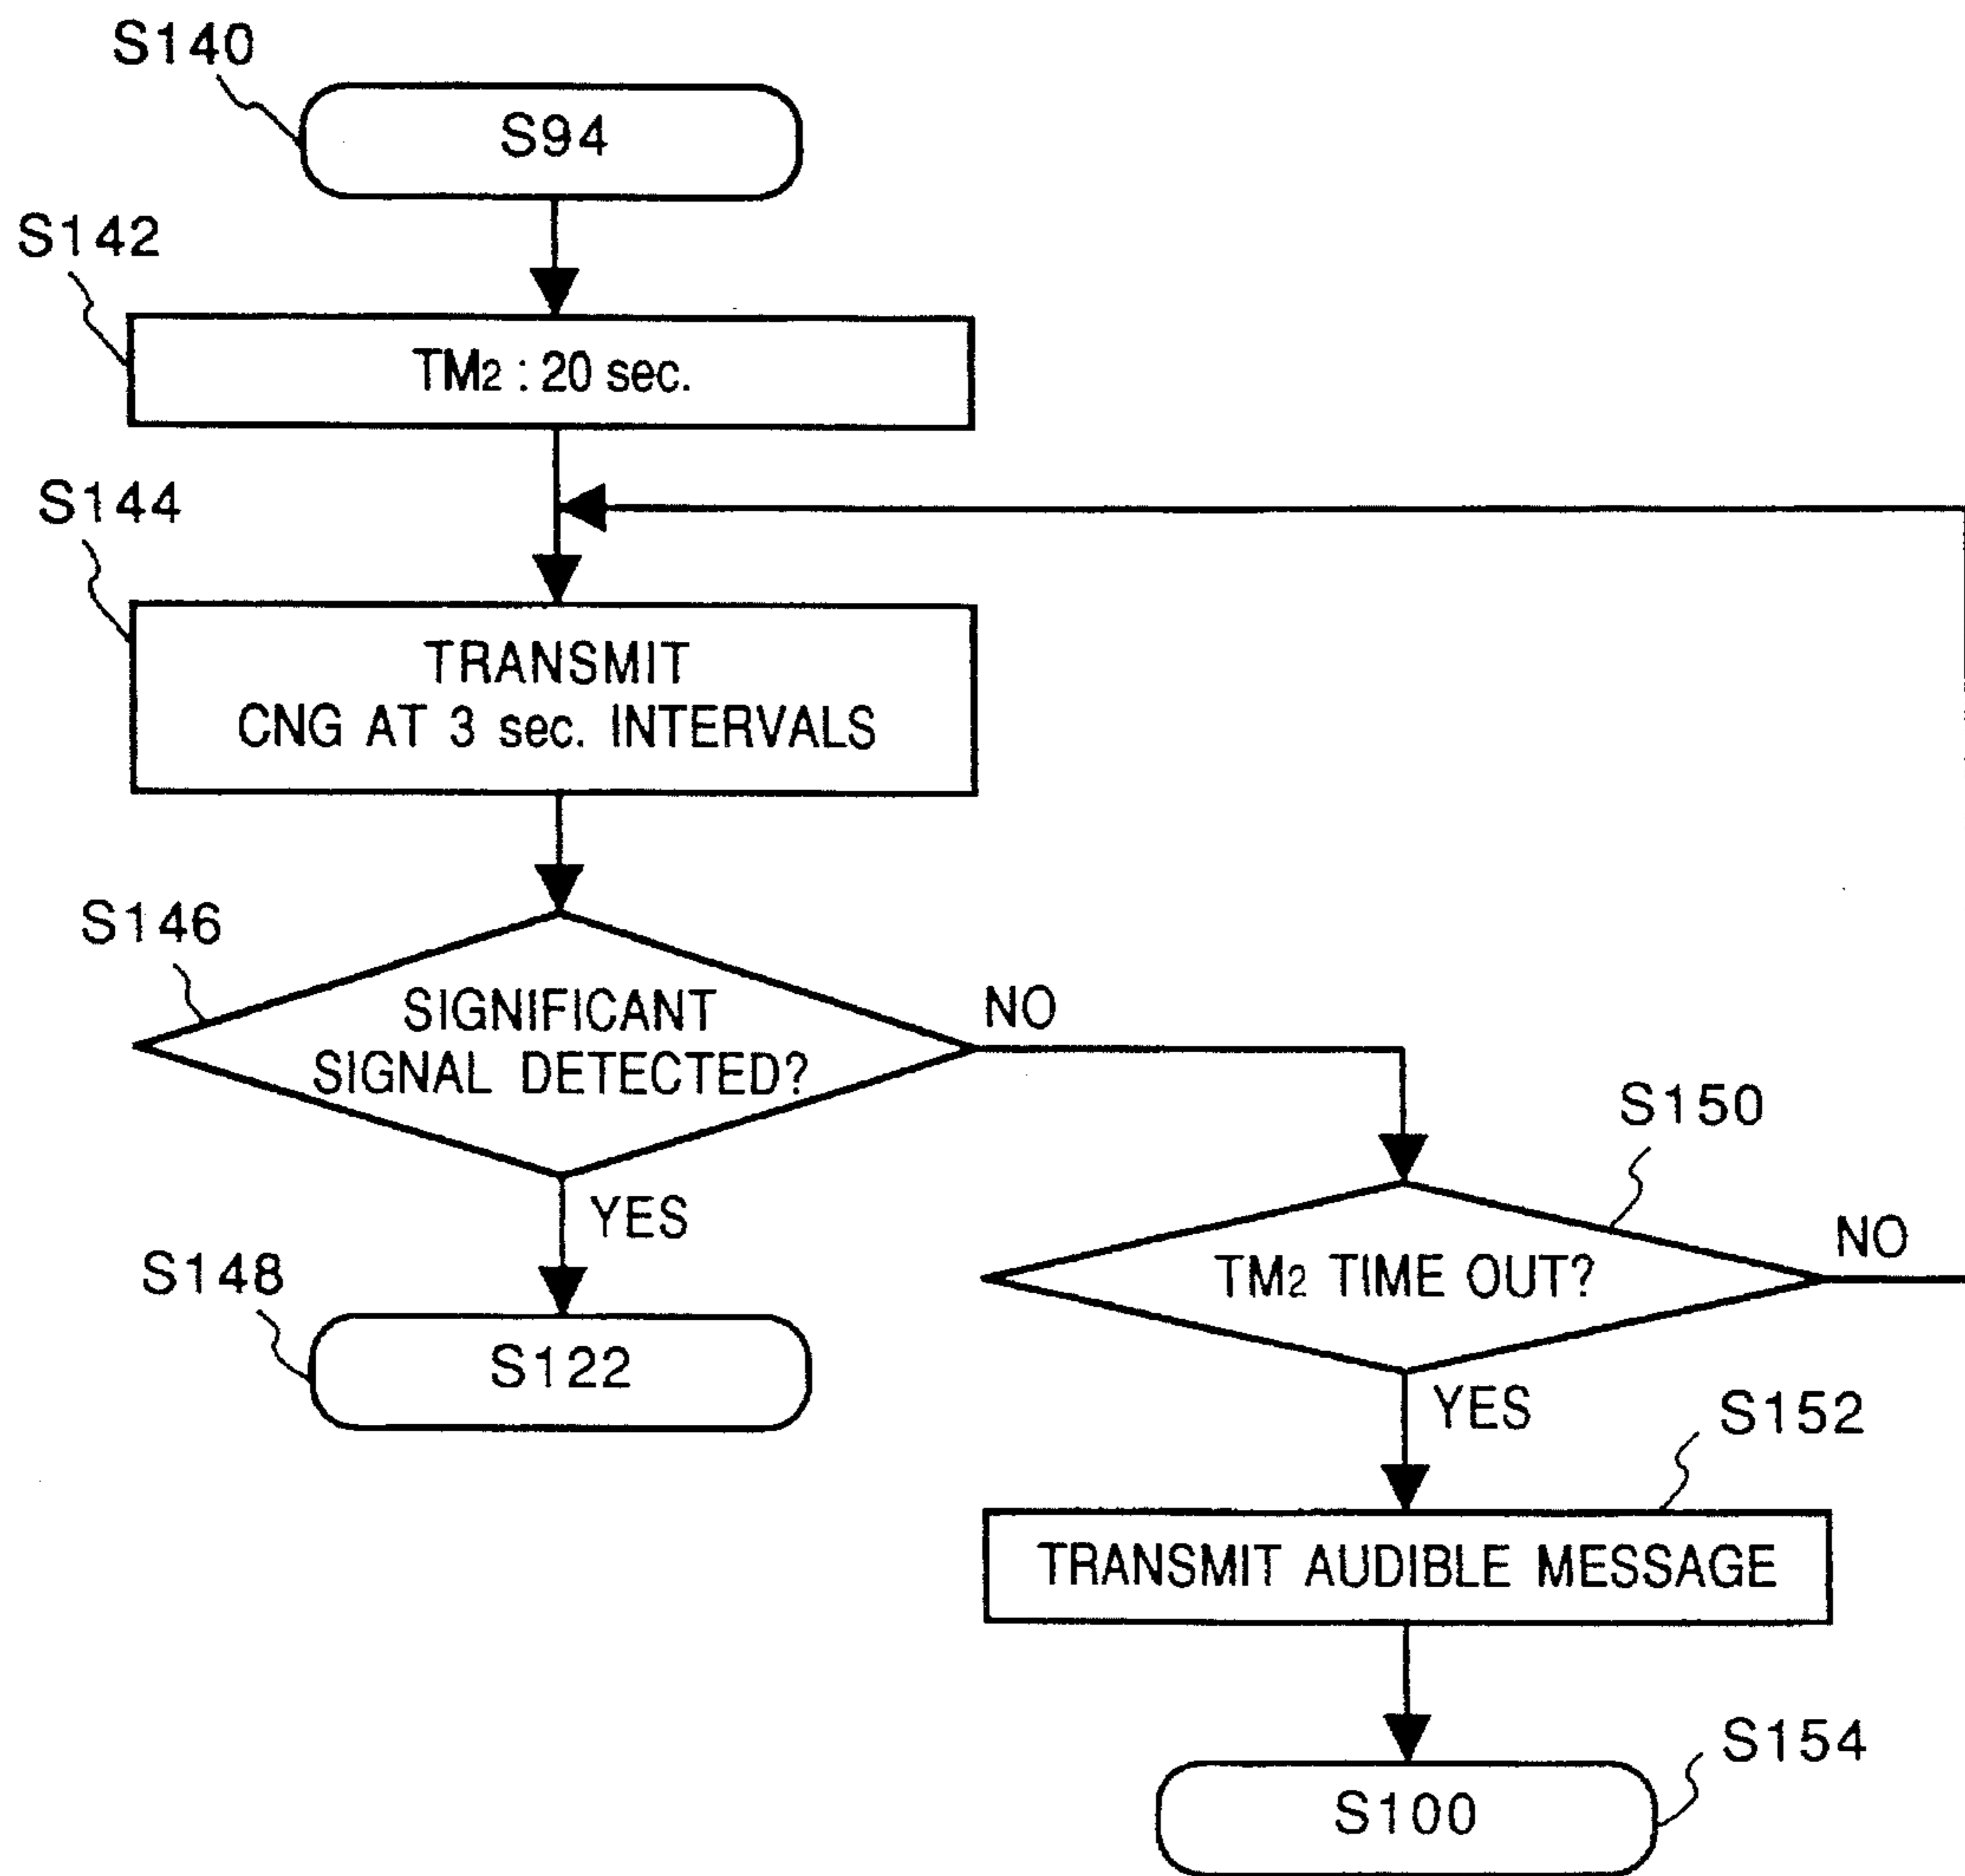 S140
S94
S142
TM2 : 20 sec.
S144
TRANSMIT
CNG AT 3 sec. INTERVALS
S146
SIGNIFICANT
SIGNAL DETECTED?
NO
YES
S148
S122
S150
TM2 TIME OUT?
NO
YES
S152
TRANSMIT AUDIBLE MESSAGE
S154
S100